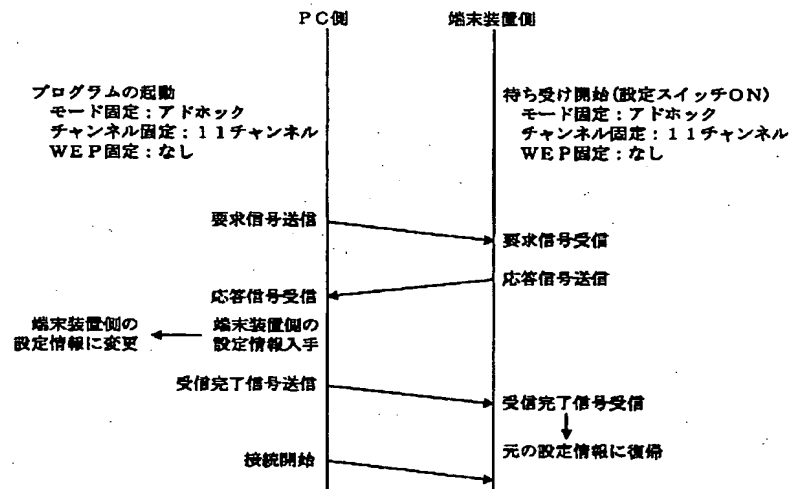 PC側
端末装置側
プログラムの起動
モード固定:アドホック
チャンネル固定:11チャンネル
WEP固定:なし
待ち受け開始(設定スイッチON)
モード固定:アドホック
チャンネル固定:11チャンネル
WEP固定:なし
要求信号送信
要求信号受信
応答信号送信
応答信号受信
端末装置側の
設定情報に変更
端末装置側の
設定情報入手
受信完了信号送信
受信完了信号受信
元の設定情報に復帰
接続開始